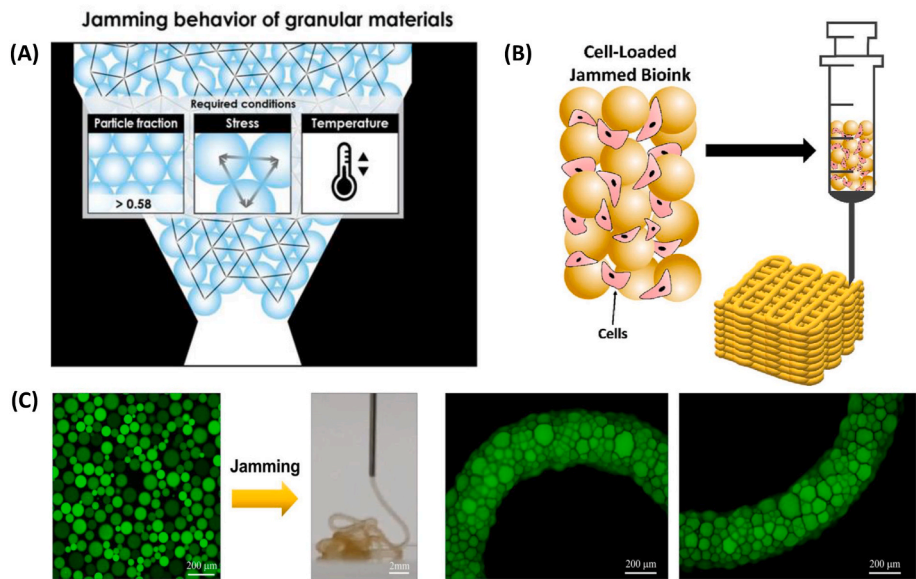 Jamming behavior of granular materials
(A)
Required conditions
Particle fraction
Stress
Temperature
> 0.58
(B)
Cell-Loaded
Jammed Bioink
Cells
(C)
Jamming
200 μm
2mm
200 μm
200 μm